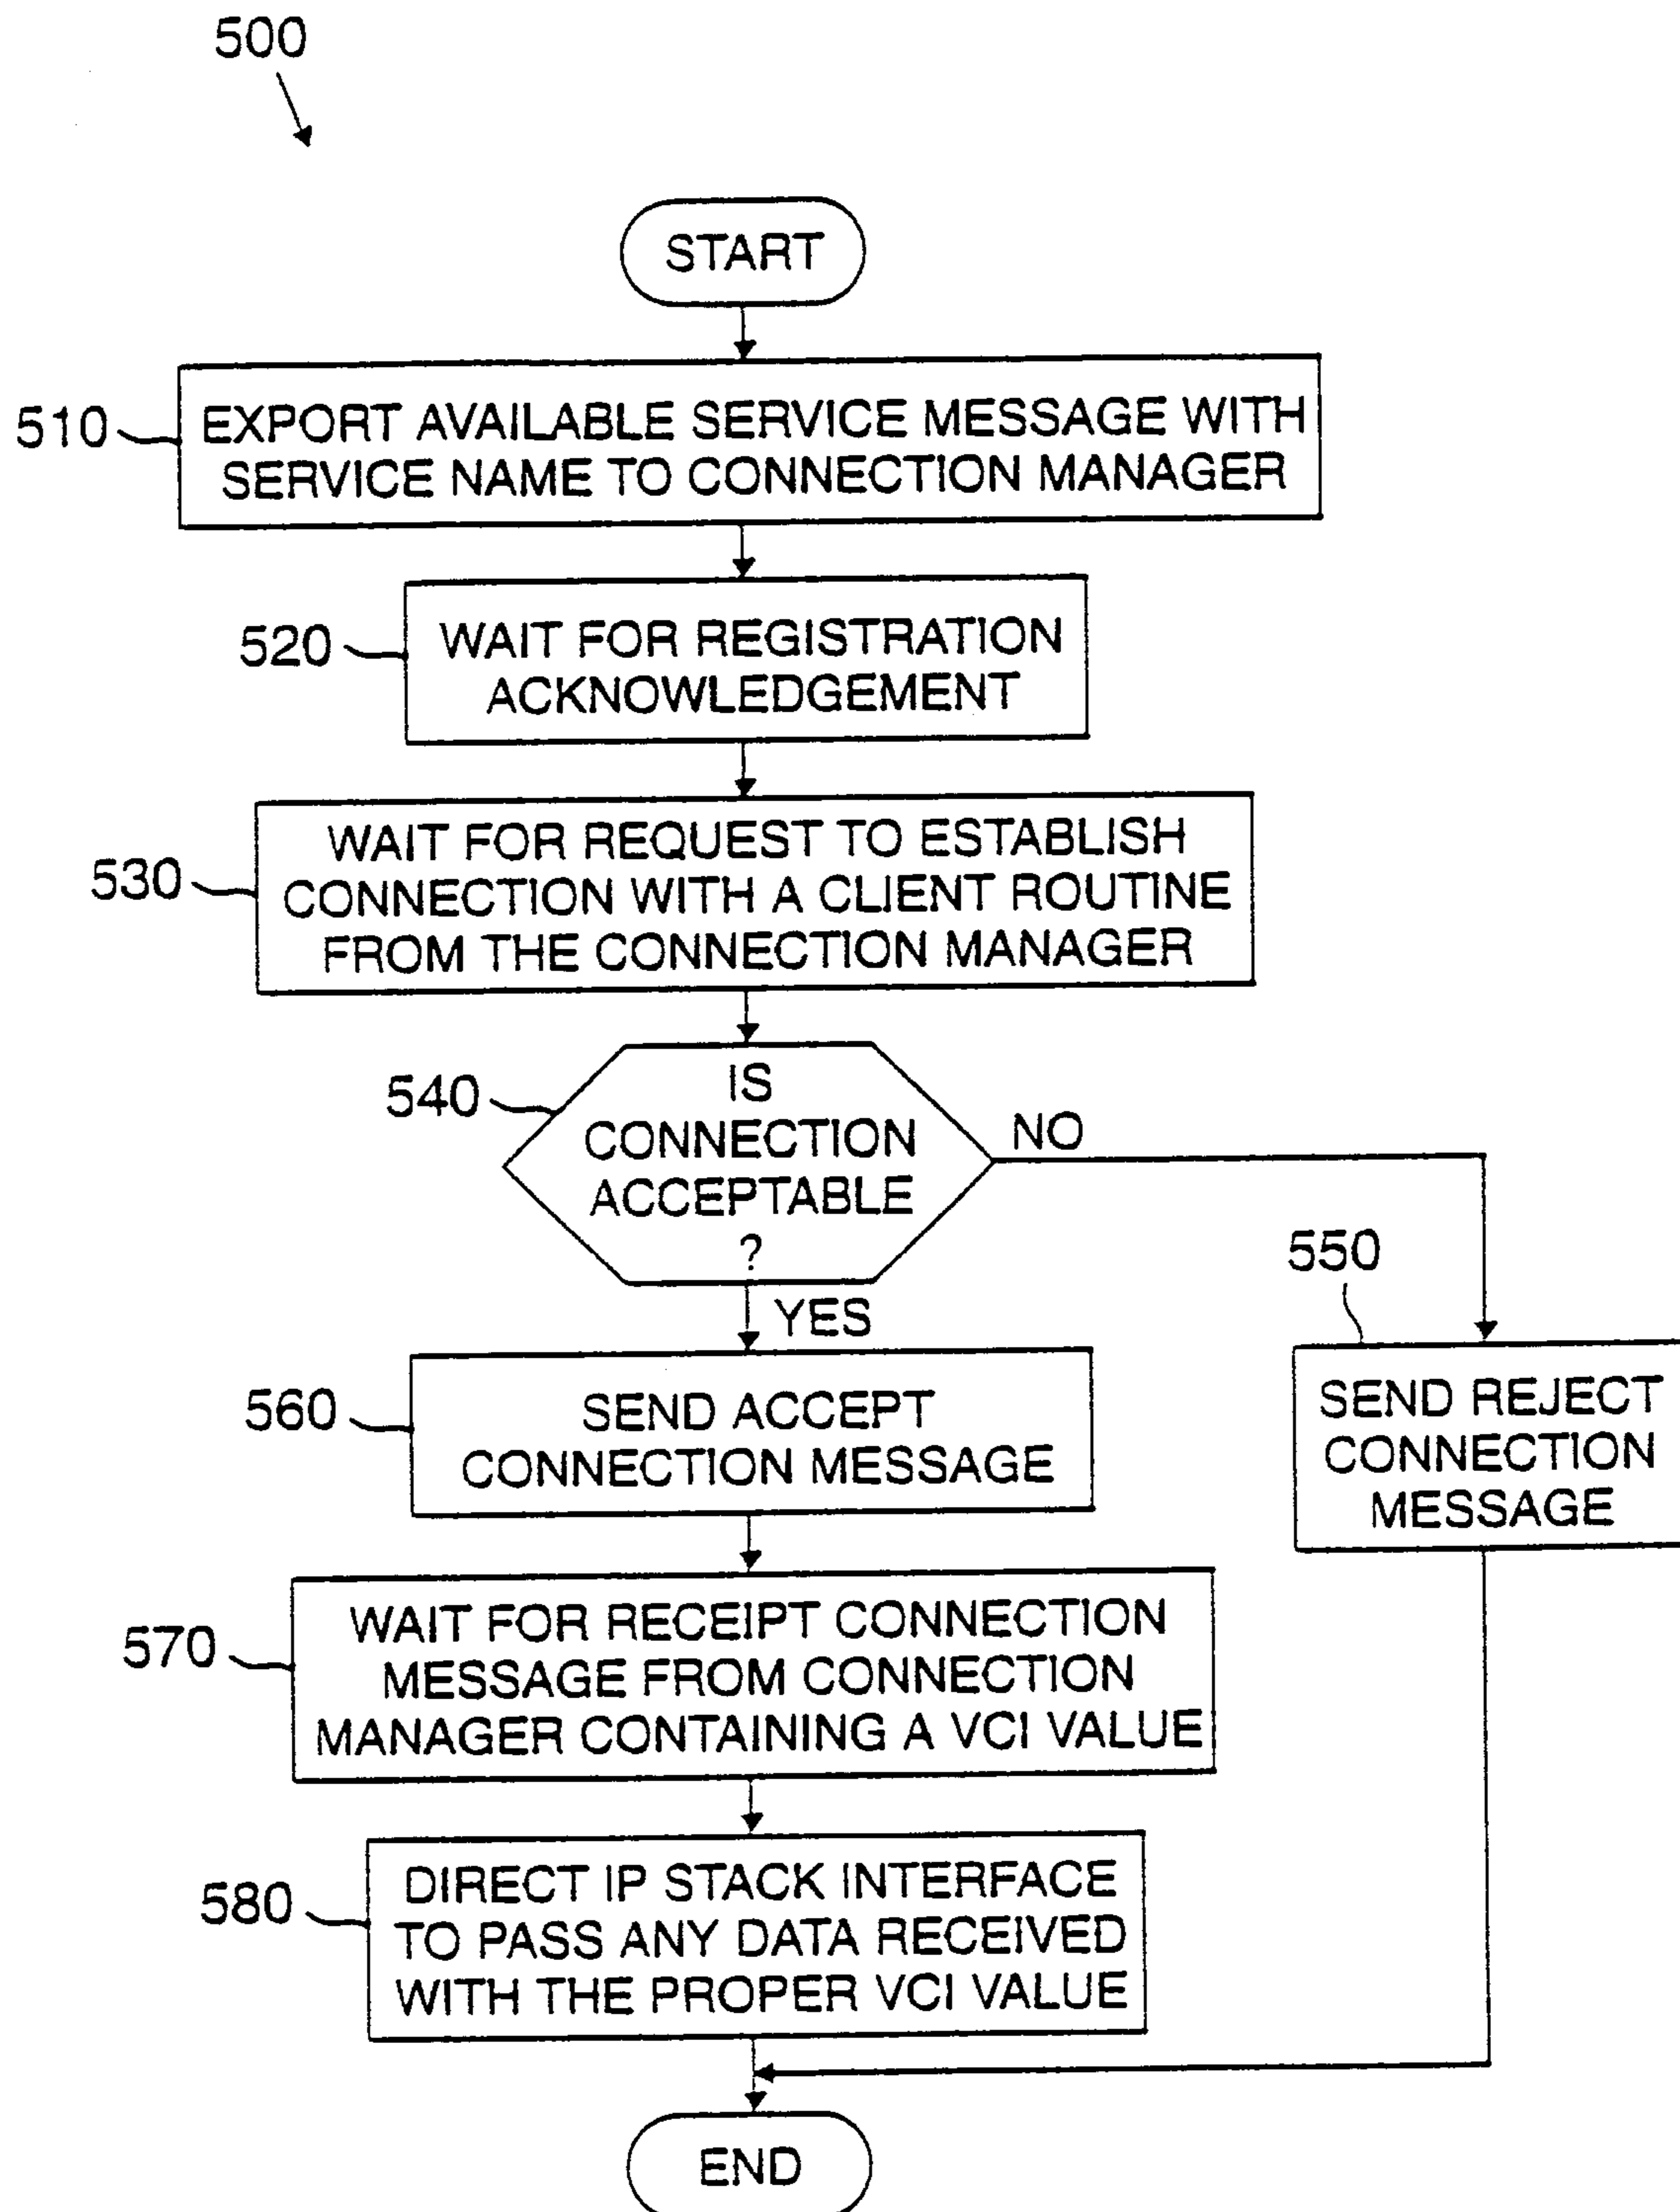 500
START
510
EXPORT AVAILABLE SERVICE MESSAGE WITH
SERVICE NAME TO CONNECTION MANAGER
520
WAIT FOR REGISTRATION
ACKNOWLEDGEMENT
530
WAIT FOR REQUEST TO ESTABLISH
CONNECTION WITH A CLIENT ROUTINE
FROM THE CONNECTION MANAGER
540
IS
CONNECTION
ACCEPTABLE
?
NO
YES
550
SEND REJECT
CONNECTION
MESSAGE
560
SEND ACCEPT
CONNECTION MESSAGE
570
WAIT FOR RECEIPT CONNECTION
MESSAGE FROM CONNECTION
MANAGER CONTAINING A VCI VALUE
580
DIRECT IP STACK INTERFACE
TO PASS ANY DATA RECEIVED
WITH THE PROPER VCI VALUE
END